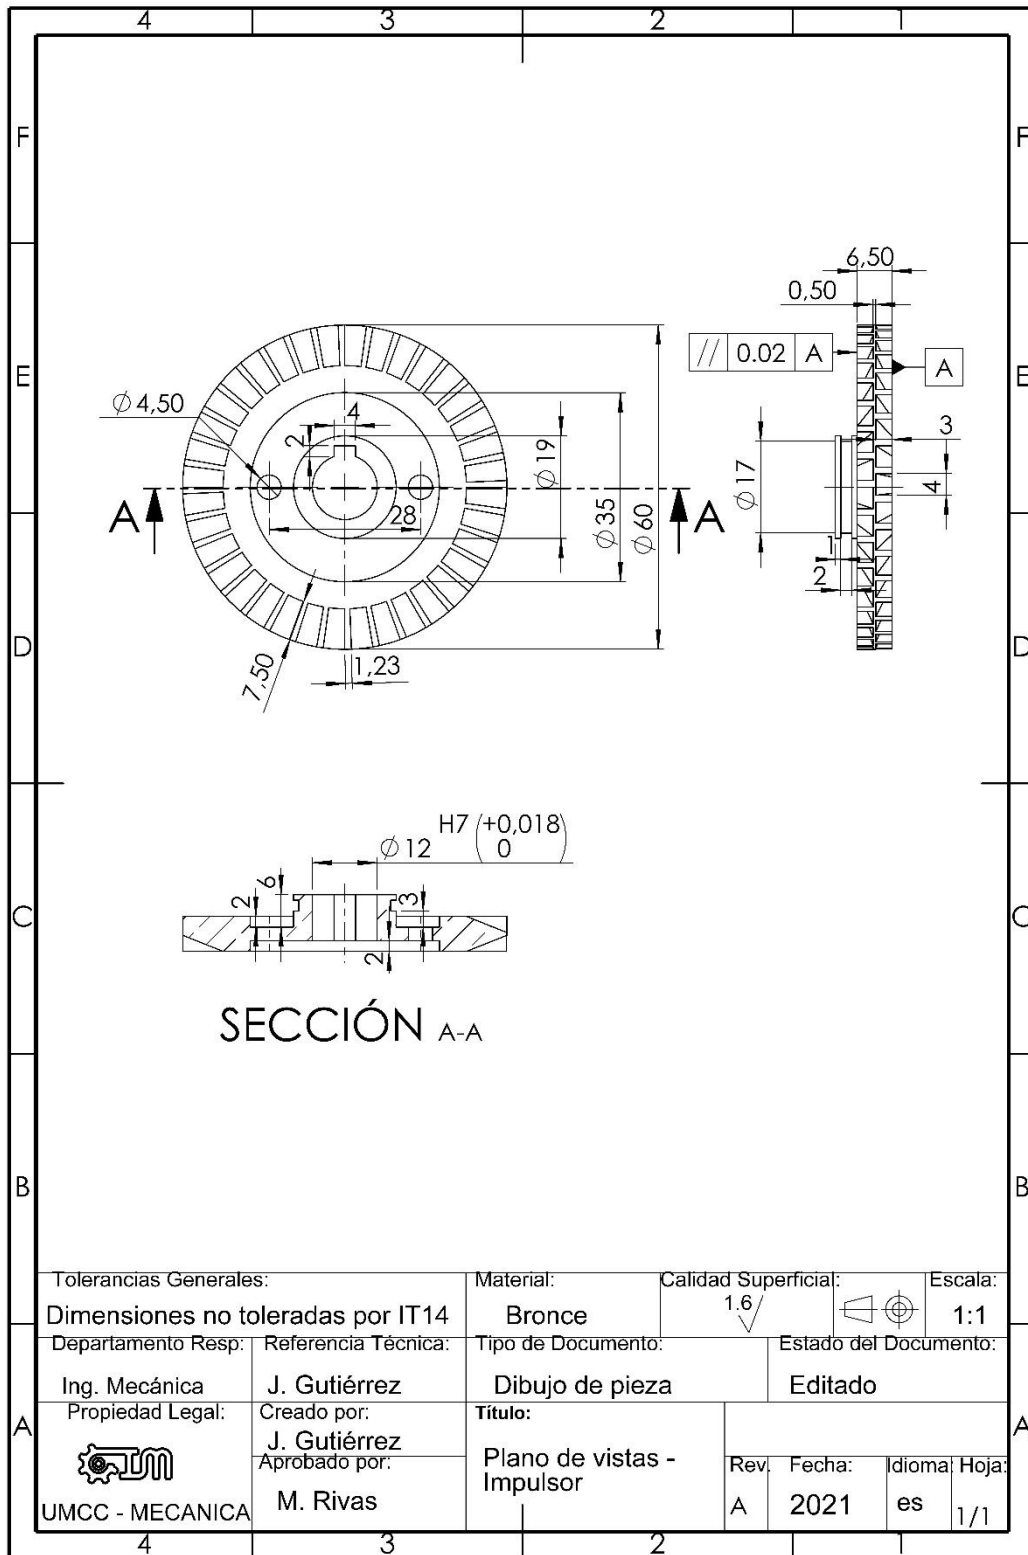 4 3 2
F F
6,50
0,50
// 0.02 A
A
E E
∅ 4,50
4
2
3
∅ 19
∅ 17
4
A A
28
∅ 35
∅ 60
1
2
D D
7,50
1,23
H7 (+0,018)
0
∅ 12
6
2
3
C C
2
SECCIÓN A-A
B B
Tolerancias Generales:
Dimensiones no toleradas por IT14
Material:
Bronce
Calidad Superficial:
1.6
Escala:
1:1
Departamento Resp:
Ing. Mecánica
Referencia Técnica:
J. Gutiérrez
Tipo de Documento:
Dibujo de pieza
Estado del Documento:
Editado
A A
Propiedad Legal:
UMCC - MECANICA
Creado por:
J. Gutiérrez
Aprobado por:
M. Rivas
Título:
Plano de vistas -
Impulsor
Rev.
A
Fecha:
2021
Idioma
es
Hoja:
1/1
4 3 2